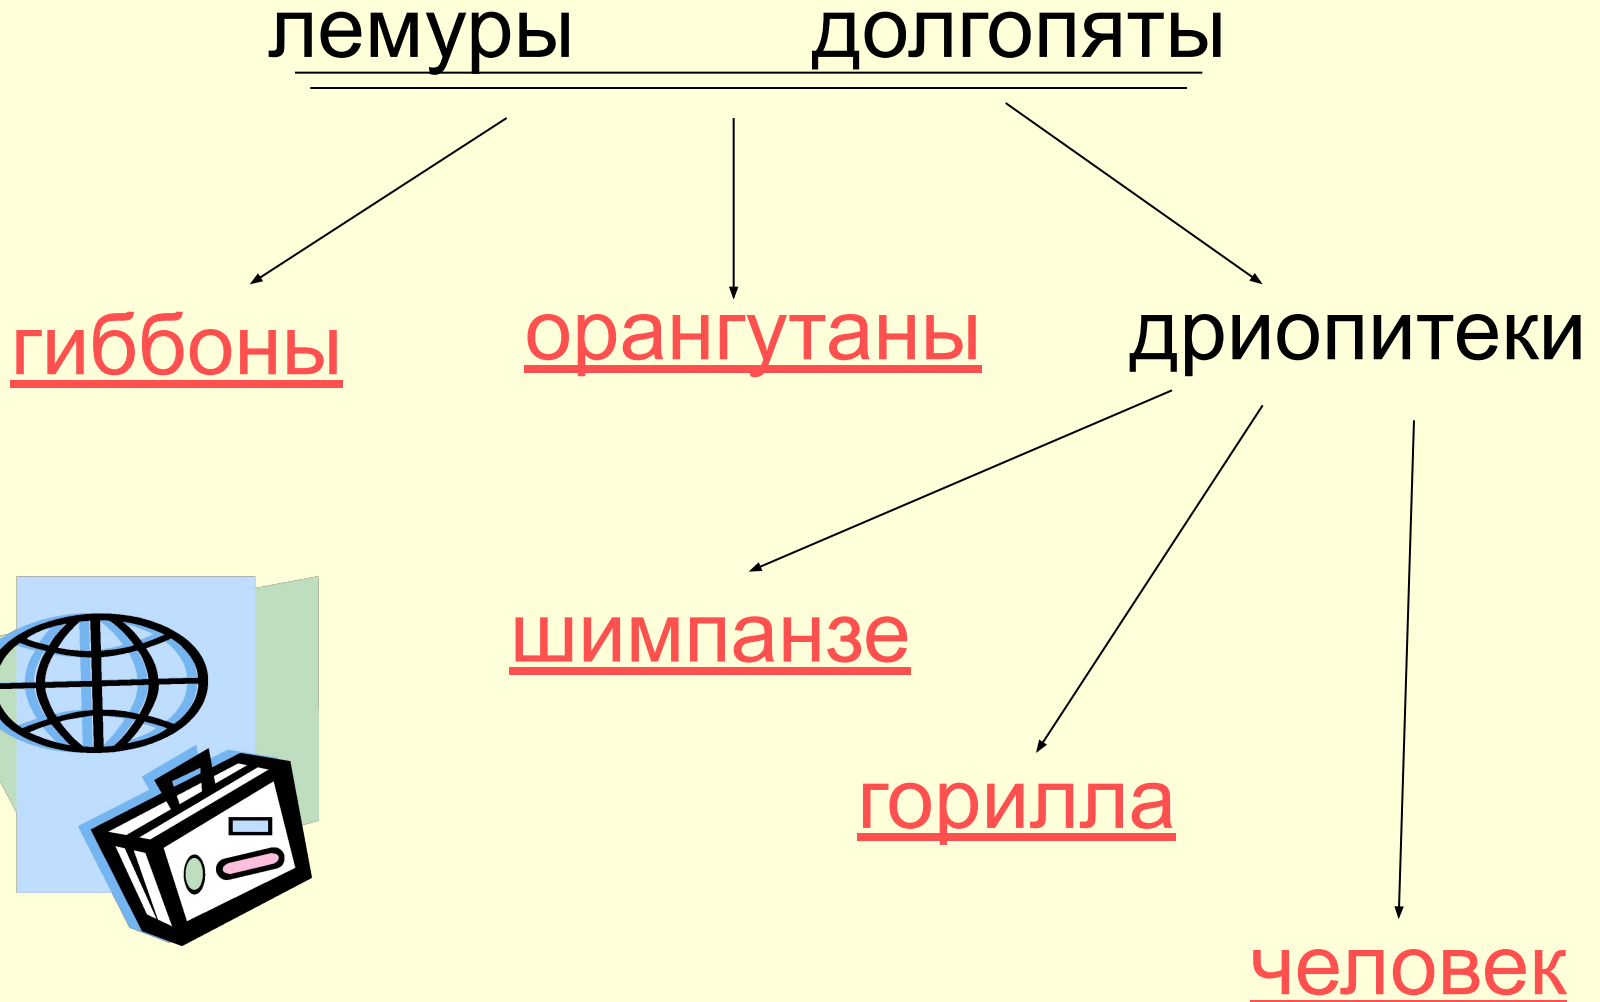 лемуры долгопяты
гиббоны орангутаны дриопитеки
шимпанзе
горилла
человек